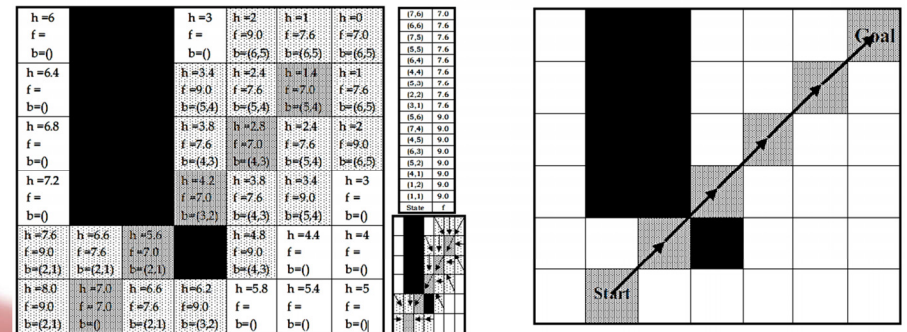 h =6 h =3 h =2 h =1 h =0
f = f = f =9.0 f =7.6 f =7.0
b=() b=() b=(6,5) b=(6,5) b=(6,5)
h =6.4 h =3.4 h =2.4 h =1.4 h =1
f = f =9.0 f =7.6 f =7.0 f =7.6
b=() b=(5,4) b=(5,4) b=(5,4) b=(6,5)
h =6.8 h =3.8 h =2.8 h =2.4 h =2
f = f =7.6 f =7.0 f =7.6 f =9.0
b=() b=(4,3) b=(4,3) b=(5,4) b=(6,5)
h =7.2 h =4.2 h =3.8 h =3.4 h =3
f = f =7.0 f =7.6 f =9.0 f =
b=() b=(3,2) b=(4,3) b=(5,4) b=()
h =7.6 h =6.6 h =5.6 h =4.8 h =4.4 h =4
f =9.0 f =7.6 f =7.0 f =9.0 f = f =
b=(2,1) b=(2,1) b=(2,1) b=(4,3) b=() b=()
h =8.0 h =7.0 h =6.6 h =6.2 h =5.8 h =5.4 h =5
f =9.0 f = 7.0 f =7.6 f =9.0 f = f = f =
b=(2,1) b=() b=(2,1) b=(3,2) b=() b=() b=()
(7,6) 7.0
(6,6) 7.6
(7,5) 7.6
(5,5) 7.6
(6,4) 7.6
(4,4) 7.6
(5,3) 7.6
(2,2) 7.6
(3,1) 7.6
(5,6) 9.0
(7,4) 9.0
(4,5) 9.0
(6,3) 9.0
(5,2) 9.0
(4,1) 9.0
(1,2) 9.0
(1,1) 9.0
State f
Goal
Start